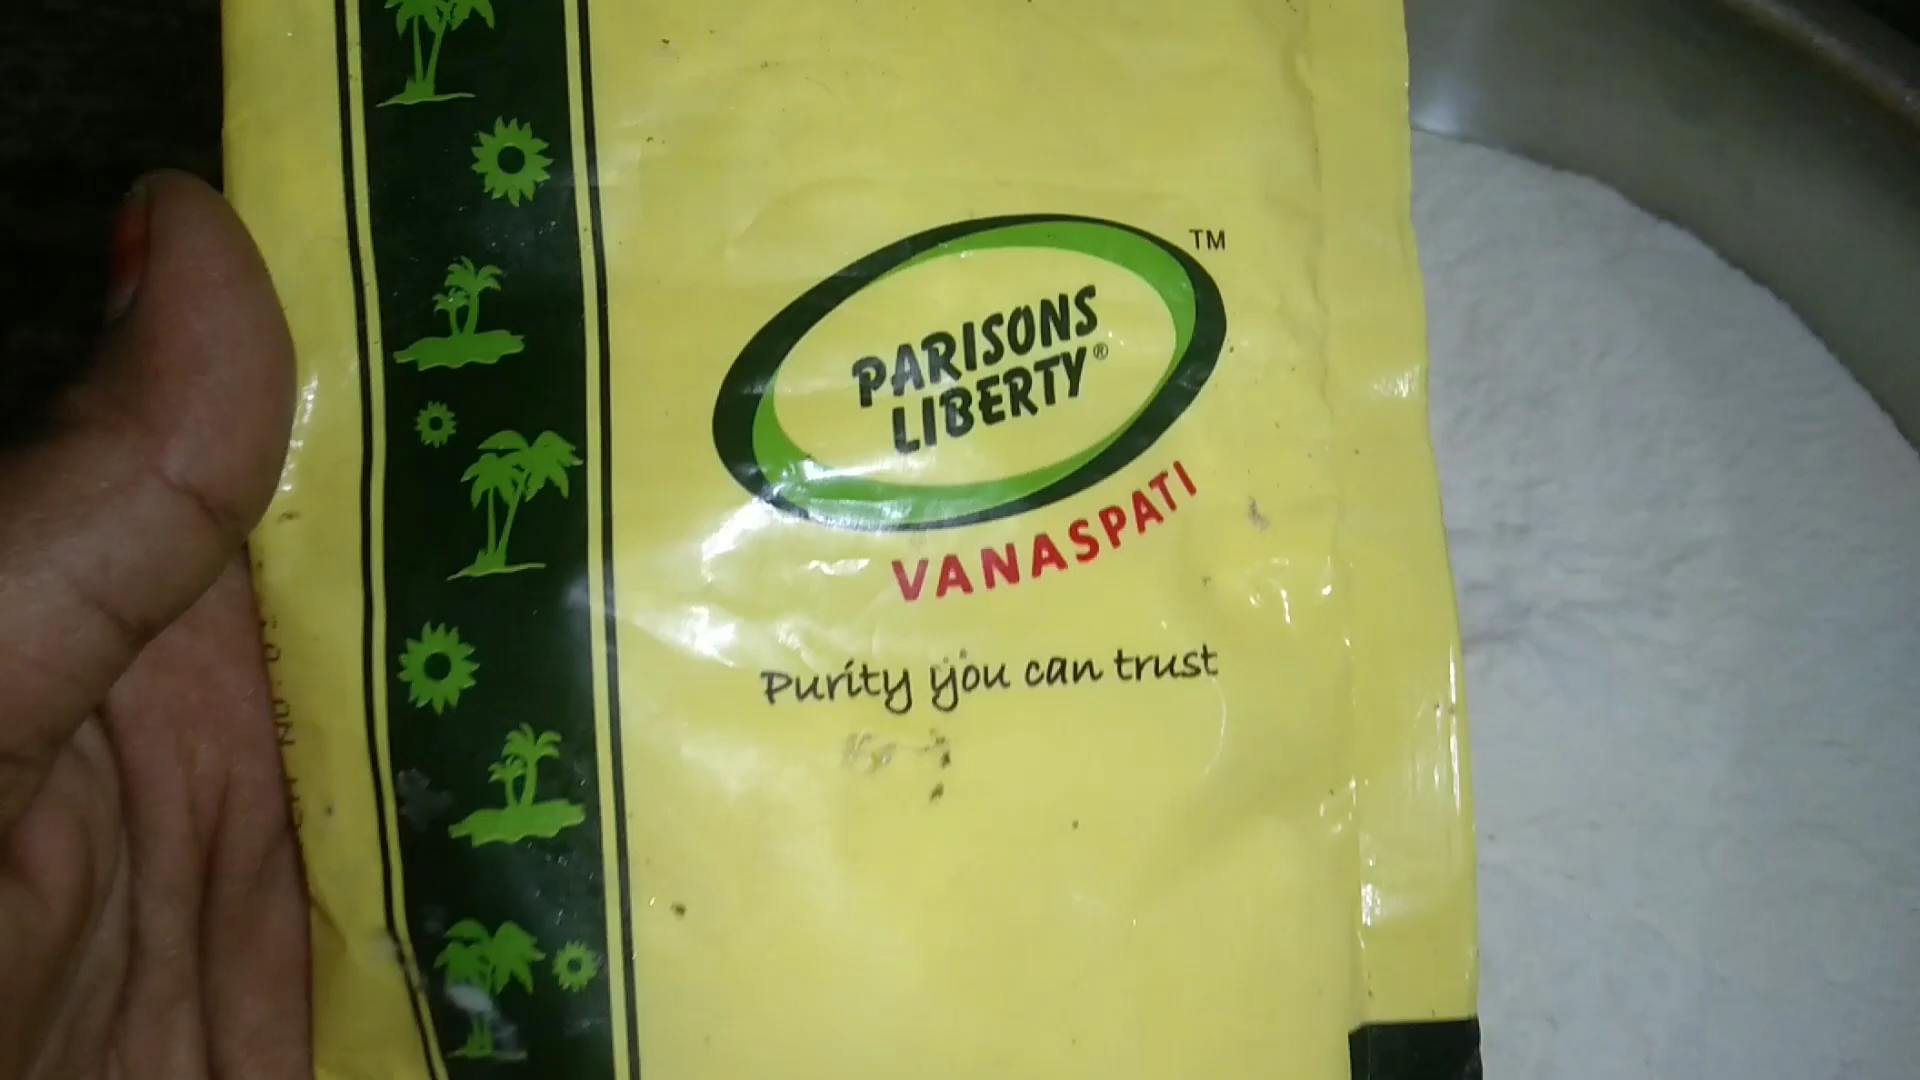 PARISONS
LIBERTY®
TM
VANASPATI
Purity you can trust